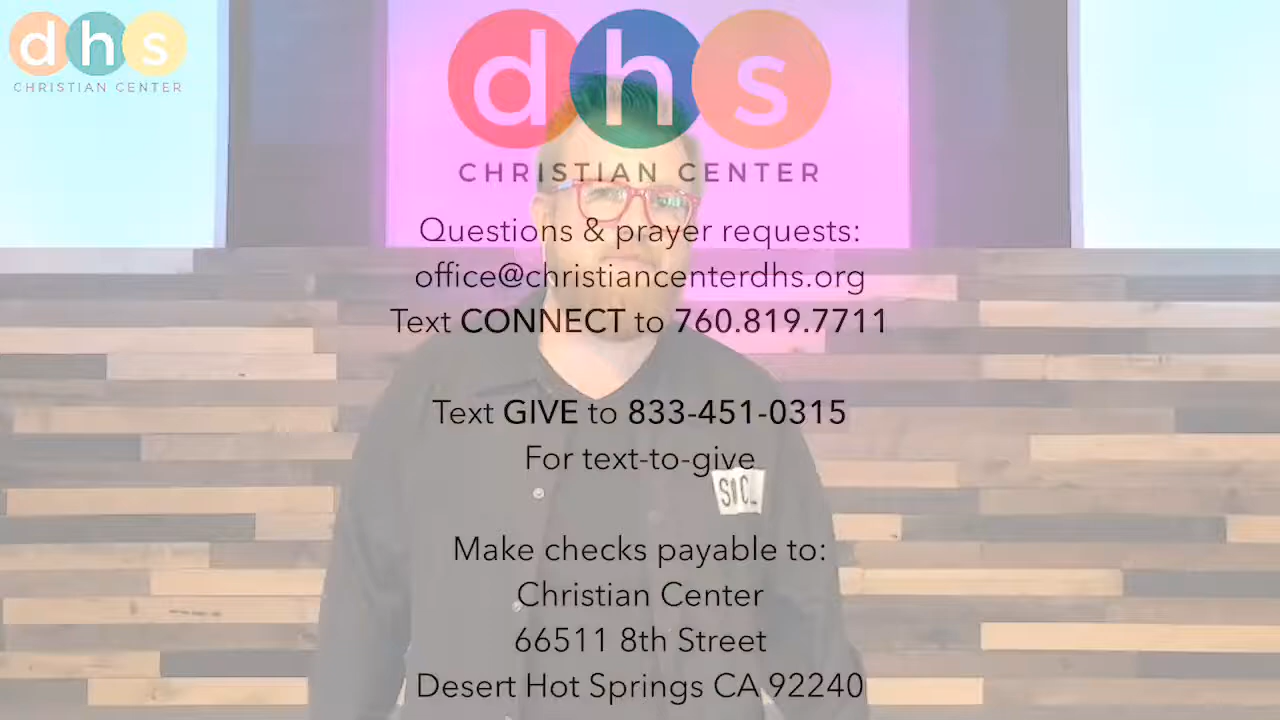 dhs
CHRISTIAN CENTER
dhs
CHRISTIAN CENTER
Questions & prayer requests:
office@christiancenterdhs.org
Text CONNECT to 760.819.7711
Text GIVE to 833-451-0315
For text-to-give
Make checks payable to:
Christian Center
66511 8th Street
Desert Hot Springs CA 92240